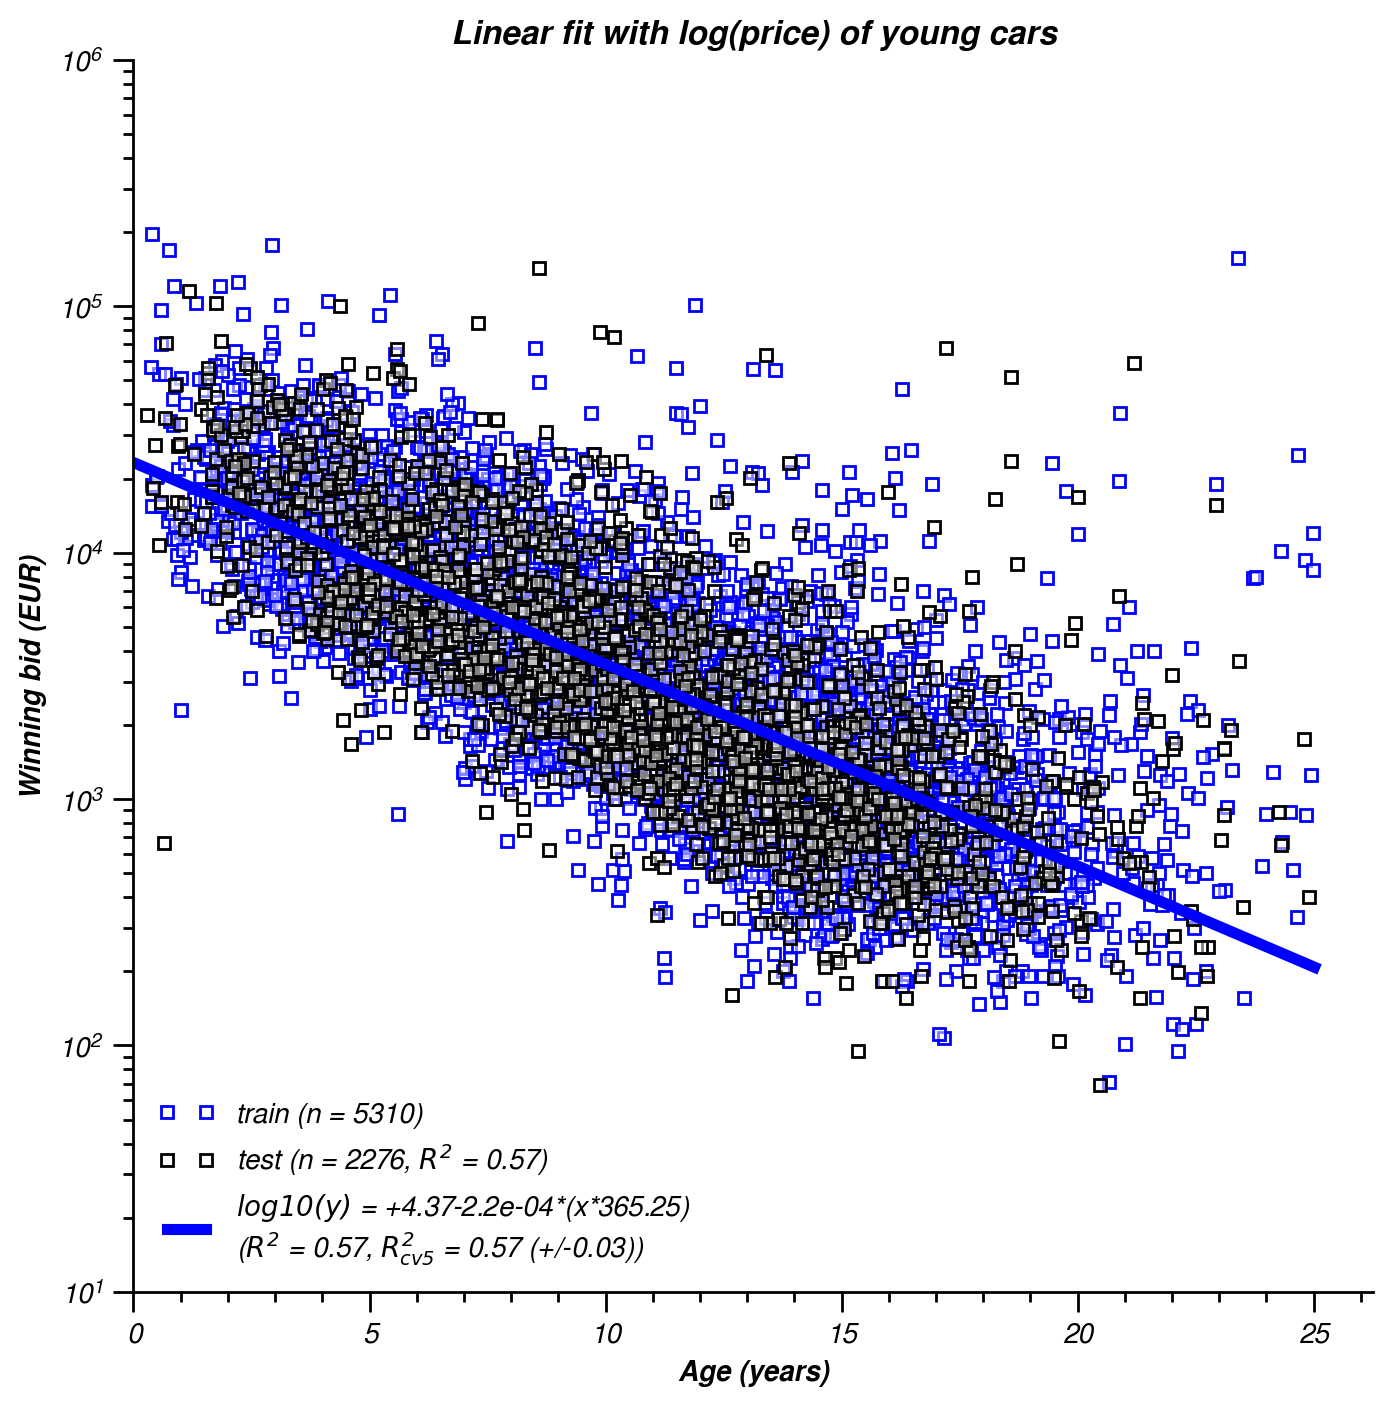 Linear fit with log(price) of young cars
10^6
10^5
10^4
10^3
10^2
10^1
Winning bid (EUR)
train (n = 5310)
test (n = 2276, R^2 = 0.57)
log10(y) = +4.37-2.2e-04*(x*365.25)
(R^2 = 0.57, R^2_cv5 = 0.57 (+/-0.03))
0 5 10 15 20 25
Age (years)